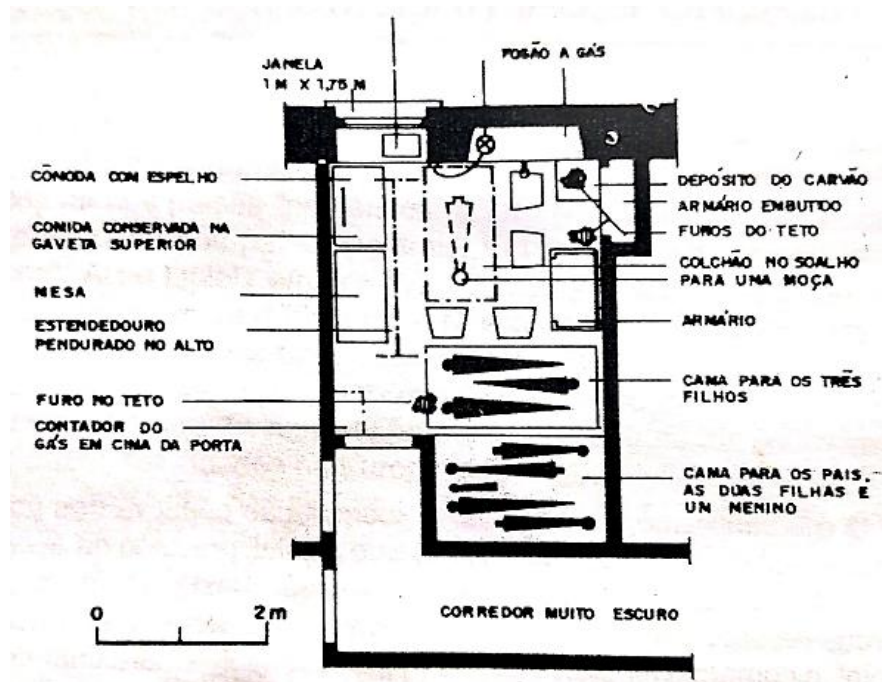 JANELA
1 M X 1,75 M
FOGÃO A GÁS
CÔMODA COM ESPELHO
COMIDA CONSERVADA NA
GAVETA SUPERIOR
MESA
ESTENDEDOURO
PENDURADO NO ALTO
FURO NO TETO
CONTADOR DO
GÁS EM CIMA DA PORTA
DEPÓSITO DO CARVÃO
ARMÁRIO EMBUTIDO
FUROS DO TETO
COLCHÃO NO SOALHO
PARA UMA MOÇA
ARMÁRIO
CAMA PARA OS TRÊS
FILHOS
CAMA PARA OS PAIS,
AS DUAS FILHAS E
UM MENINO
0 2 m
CORREDOR MUITO ESCURO